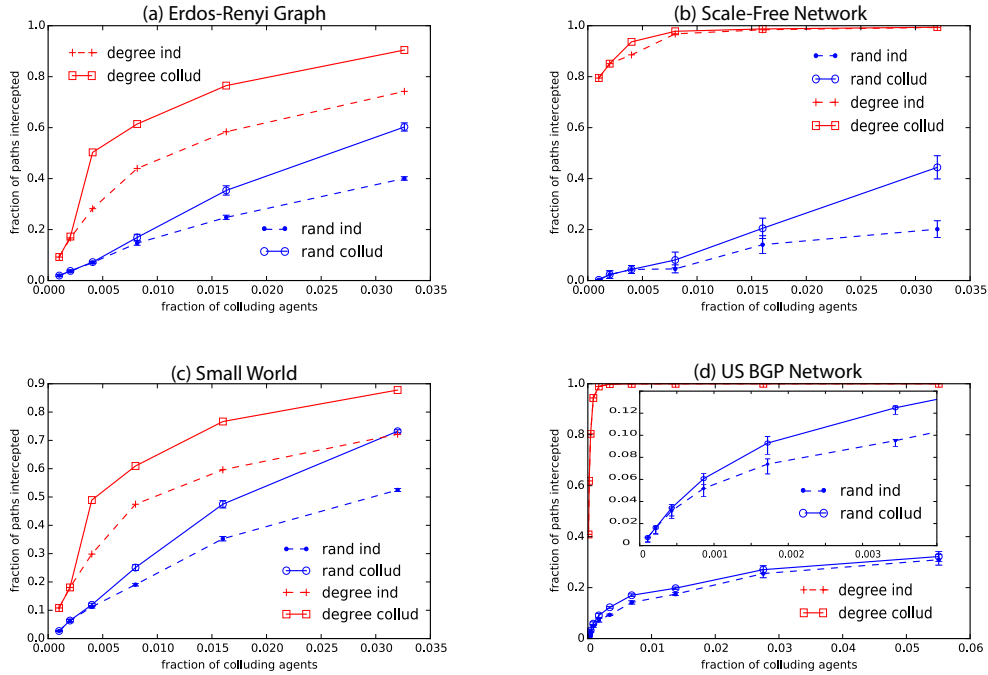 (a) Erdos-Renyi Graph
1.0
0.8
0.6
0.4
0.2
0.0
0.000 0.005 0.010 0.015 0.020 0.025 0.030 0.035
fraction of paths intercepted
fraction of colluding agents
degree ind
degree collud
rand ind
rand collud
(b) Scale-Free Network
1.0
0.8
0.6
0.4
0.2
0.0
0.000 0.005 0.010 0.015 0.020 0.025 0.030 0.035
fraction of paths intercepted
fraction of colluding agents
rand ind
rand collud
degree ind
degree collud
(c) Small World
0.9
0.8
0.7
0.6
0.5
0.4
0.3
0.2
0.1
0.0
0.000 0.005 0.010 0.015 0.020 0.025 0.030 0.035
fraction of paths intercepted
fraction of colluding agents
rand ind
rand collud
degree ind
degree collud
(d) US BGP Network
1.0
0.8
0.6
0.4
0.2
0.0
0 0.01 0.02 0.03 0.04 0.05 0.06
fraction of paths intercepted
fraction of colluding agents
0.12
0.10
0.08
0.06
0.04
0.02
0
0 0.001 0.002 0.003
rand ind
rand collud
degree ind
degree collud